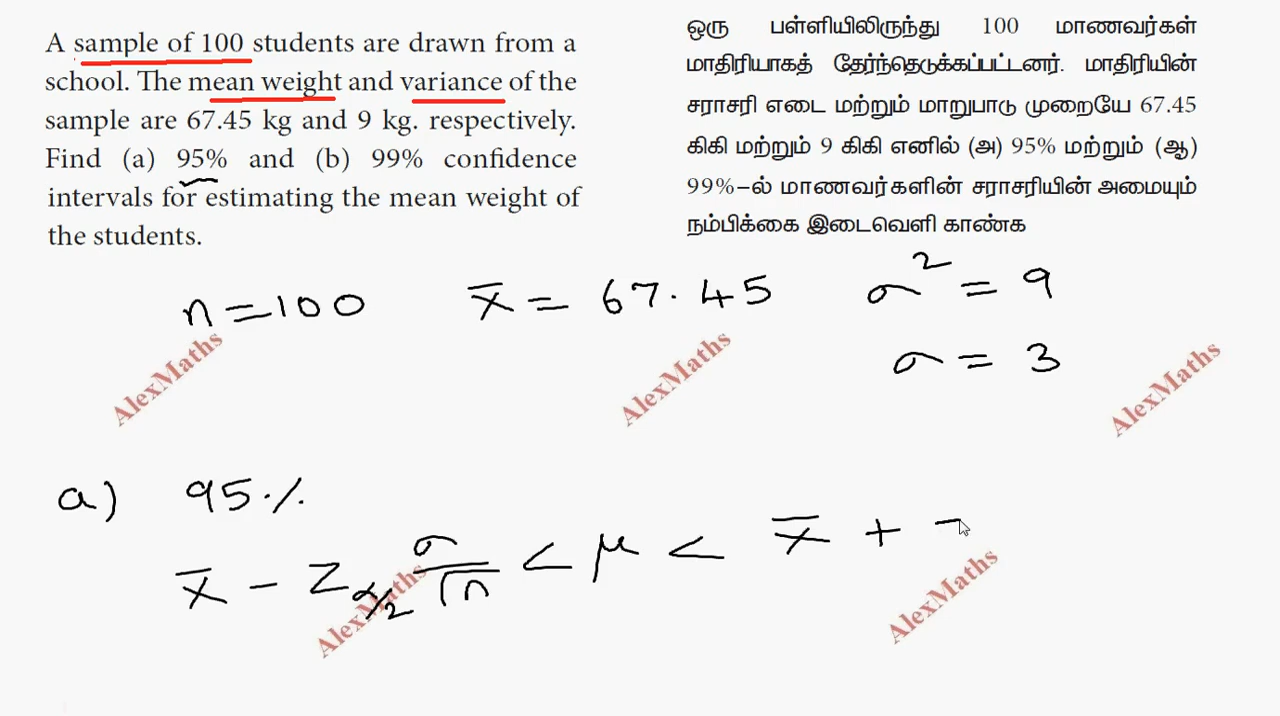 A sample of 100 students are drawn from a
school. The mean weight and variance of the
sample are 67.45 kg and 9 kg. respectively.
Find (a) 95% and (b) 99% confidence
intervals for estimating the mean weight of
the students.
ஒரு பள்ளியிலிருந்து 100 மாணவர்கள்
மாதிரியாகத் தேர்ந்தெடுக்கப்பட்டனர். மாதிரியின்
சராசரி எடை மற்றும் மாறுபாடு முறையே 67.45
கிகி மற்றும் 9 கிகி எனில் (அ) 95% மற்றும் (ஆ)
99%-ல் மாணவர்களின் சராசரியின் அமையும்
நம்பிக்கை இடைவெளி காண்க
n = 100 x̅ = 67.45 σ² = 9
σ = 3
AlexMaths AlexMaths AlexMaths
a) 95%
x̅ - Z α/2 σ/√n < μ < x̅ +
AlexMaths AlexMaths